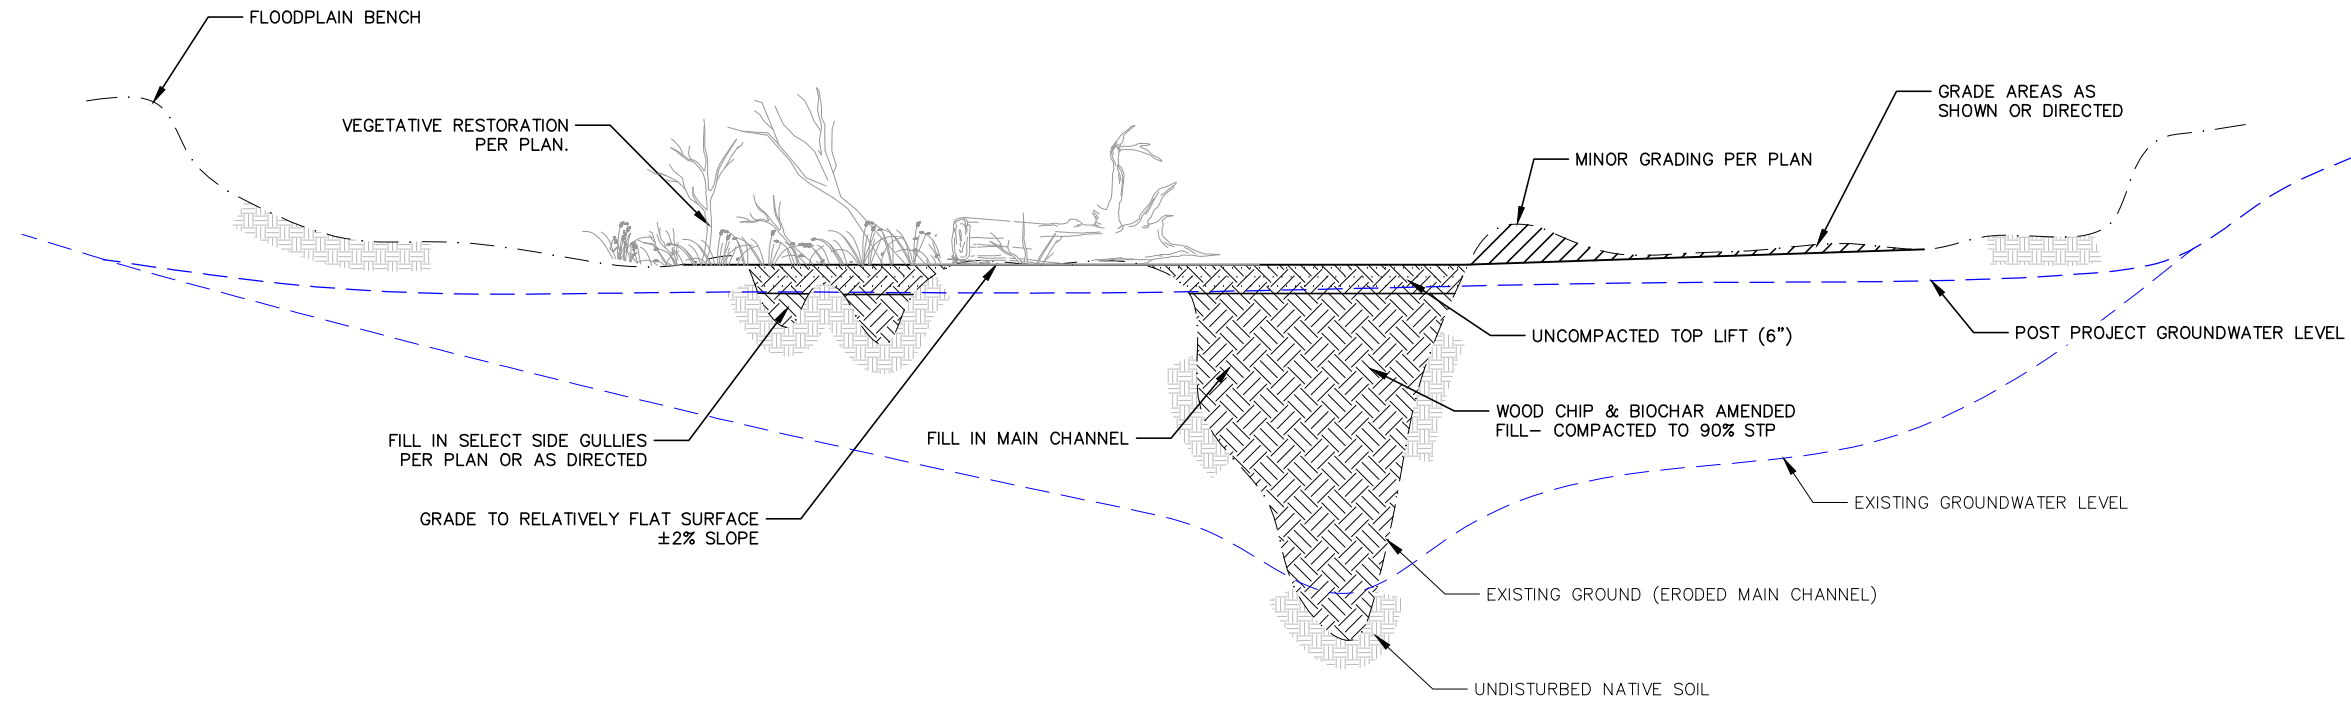 FLOODPLAIN BENCH
VEGETATIVE RESTORATION
PER PLAN.
GRADE AREAS AS
SHOWN OR DIRECTED
MINOR GRADING PER PLAN
UNCOMPACTED TOP LIFT (6")
POST PROJECT GROUNDWATER LEVEL
FILL IN SELECT SIDE GULLIES
PER PLAN OR AS DIRECTED
FILL IN MAIN CHANNEL
WOOD CHIP & BIOCHAR AMENDED
FILL– COMPACTED TO 90% STP
GRADE TO RELATIVELY FLAT SURFACE
±2% SLOPE
EXISTING GROUNDWATER LEVEL
EXISTING GROUND (ERODED MAIN CHANNEL)
UNDISTURBED NATIVE SOIL